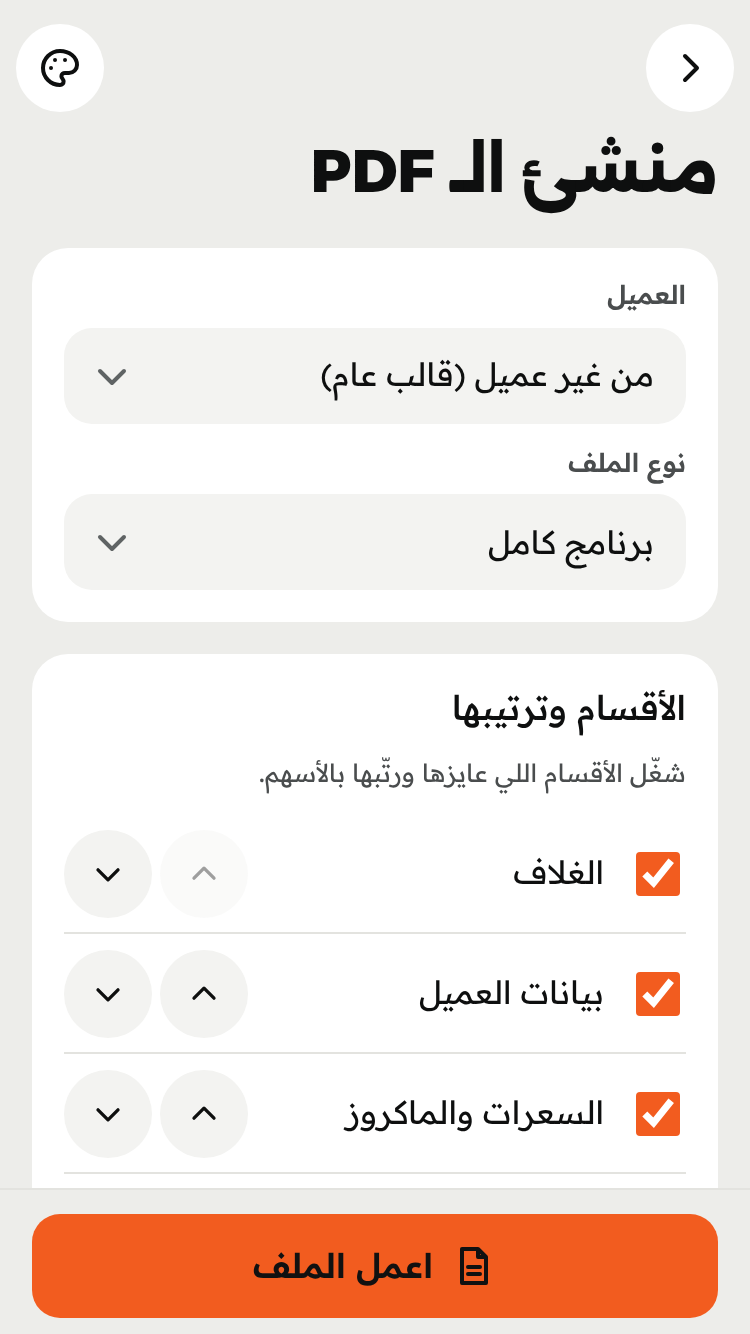 منشئ الـ PDF
العميل
من غير عميل (قالب عام)
نوع الملف
برنامج كامل
الأقسام وترتيبها
شغّل الأقسام اللي عايزها ورتّبها بالأسهم.
الغلاف
بيانات العميل
السعرات والماكروز
اعمل الملف